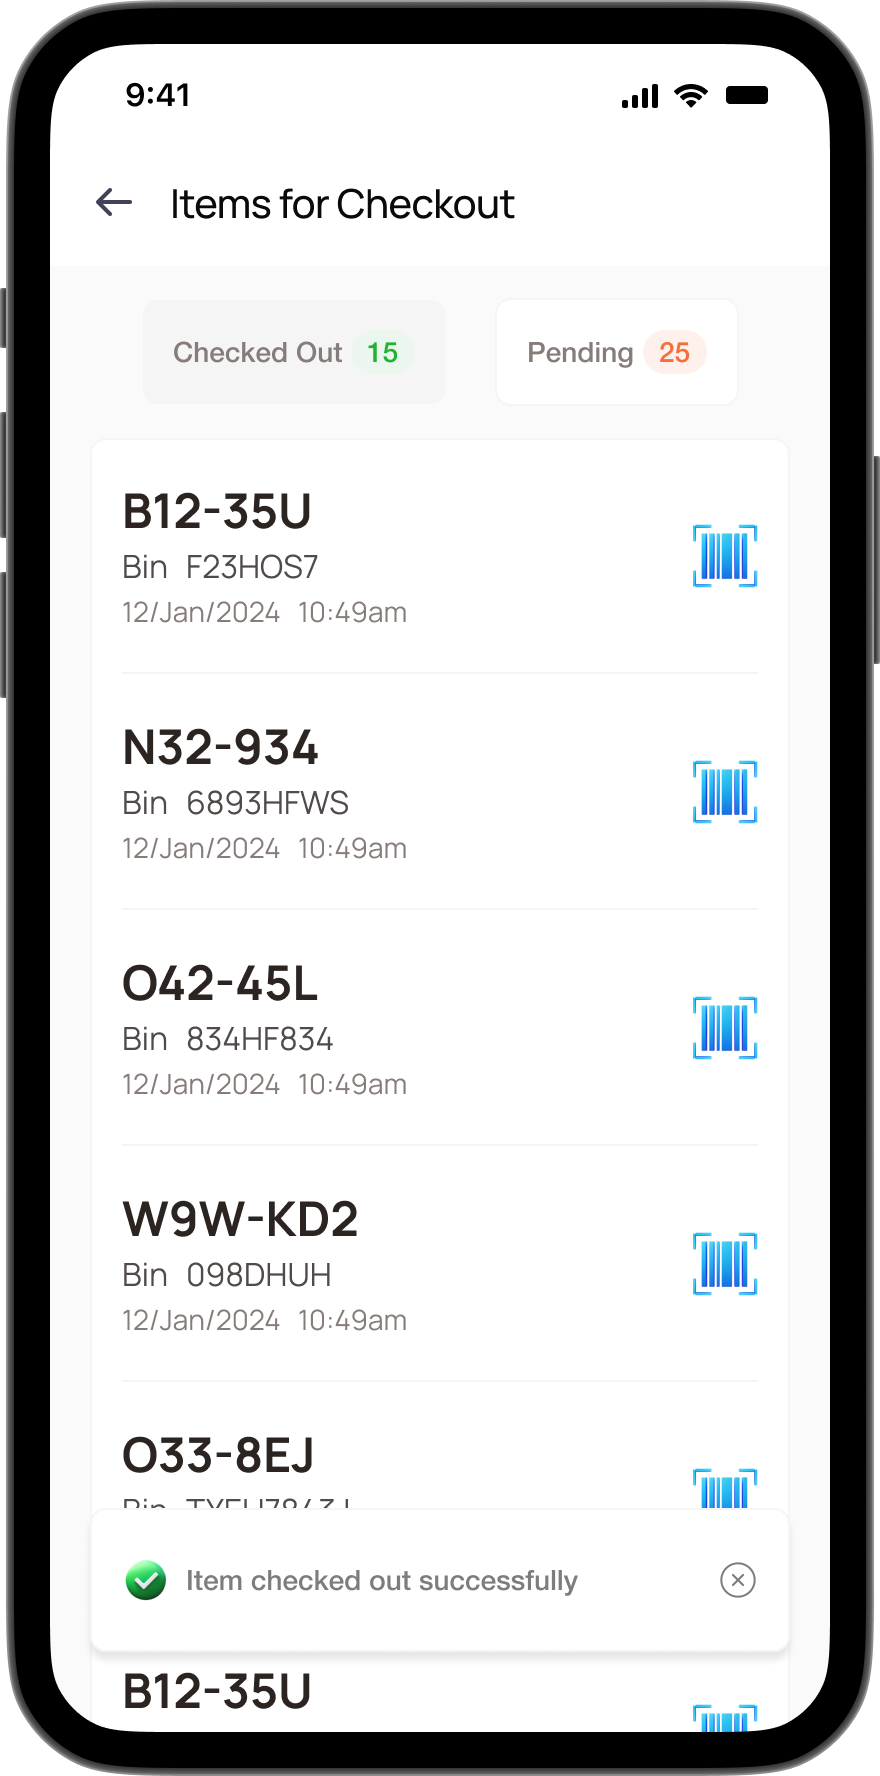 9:41
Items for Checkout
Checked Out 15
Pending 25
B12-35U
Bin F23HOS7
12/Jan/2024 10:49am
N32-934
Bin 6893HFWS
12/Jan/2024 10:49am
O42-45L
Bin 834HF834
12/Jan/2024 10:49am
W9W-KD2
Bin 098DHUH
12/Jan/2024 10:49am
O33-8EJ
Bin
Item checked out successfully
B12-35U